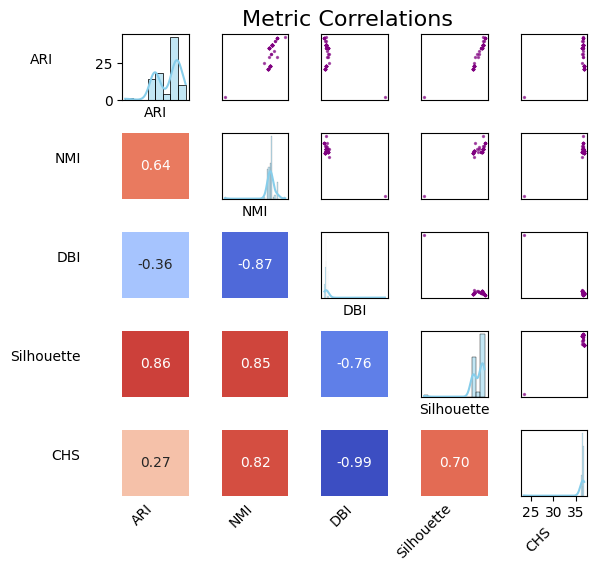 Metric Correlations
ARI
25
0
ARI
NMI
0.64
NMI
DBI
-0.36 -0.87
DBI
Silhouette
0.86 0.85 -0.76
Silhouette
CHS
0.27 0.82 -0.99 0.70
25 30 35
ARI NMI DBI Silhouette CHS